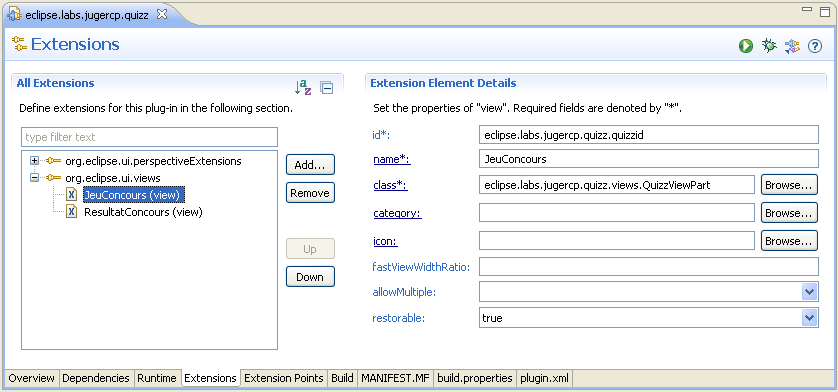 eclipse.labs.jugercp.quizz
Extensions
All Extensions
Define extensions for this plug-in in the following section.
type filter text
org.eclipse.ui.perspectiveExtensions
org.eclipse.ui.views
JeuConcours (view)
ResultatConcours (view)
Add...
Remove
Up
Down
Extension Element Details
Set the properties of "view". Required fields are denoted by "*".
id*: eclipse.labs.jugercp.quizz.quizzid
name*: JeuConcours
class*: eclipse.labs.jugercp.quizz.views.QuizzViewPart Browse...
category: Browse...
icon: Browse...
fastViewWidthRatio:
allowMultiple:
restorable: true
Overview Dependencies Runtime Extensions Extension Points Build MANIFEST.MF build.properties plugin.xml